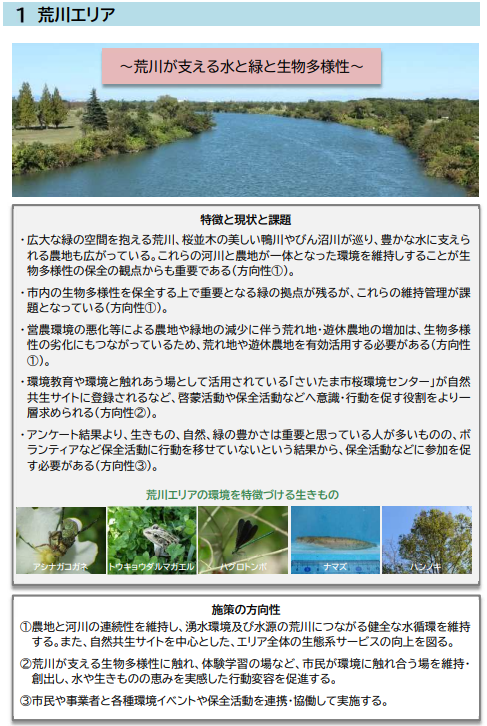 1 荒川エリア
～荒川が支える水と緑と生物多様性～
特徴と現状と課題
・広大な緑の空間を抱える荒川、桜並木の美しい鴨川やびん沼川が巡り、豊かな水に支えら
れる農地も広がっている。これらの河川と農地が一体となった環境を維持しすることが生
物多様性の保全の観点からも重要である(方向性①)。
・市内の生物多様性を保全する上で重要となる緑の拠点が残るが、これらの維持管理が課
題となっている(方向性①)。
・営農環境の悪化等による農地や緑地の減少に伴う荒れ地・遊休農地の増加は、生物多様
性の劣化にもつながっているため、荒れ地や遊休農地を有効活用する必要がある(方向性
①)。
・環境教育や環境と触れあう場として活用されている「さいたま市桜環境センター」が自然
共生サイトに登録されるなど、啓蒙活動や保全活動などへ意識・行動を促す役割をより一
層求められる(方向性②)。
・アンケート結果より、生きもの、自然、緑の豊かさは重要と思っている人が多いものの、ボ
ランティアなど保全活動に行動を移せていないという結果から、保全活動などに参加を促
す必要がある(方向性③)。
荒川エリアの環境を特徴づける生きもの
アシナガコガネ
トウキョウダルマガエル
ハグロトンボ
ナマズ
ハンノキ
施策の方向性
①農地と河川の連続性を維持し、湧水環境及び水源の荒川につながる健全な水循環を維持
する。また、自然共生サイトを中心とした、エリア全体の生態系サービスの向上を図る。
②荒川が支える生物多様性に触れ、体験学習の場など、市民が環境に触れ合う場を維持・
創出し、水や生きものの恵みを実感した行動変容を促進する。
③市民や事業者と各種環境イベントや保全活動を連携・協働して実施する。